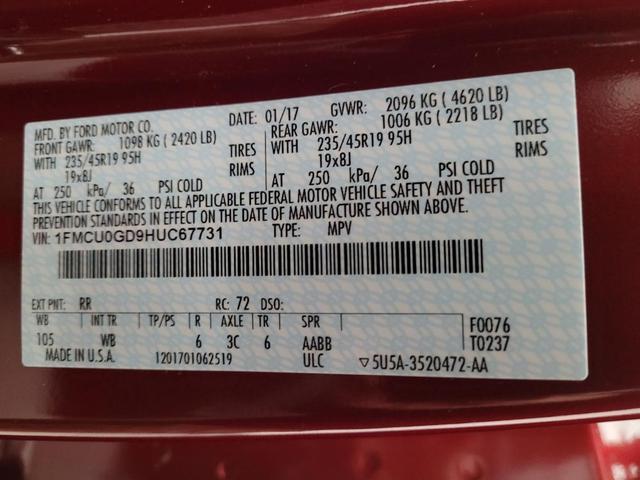 MFD. BY FORD MOTOR CO. DATE: 01/17 GVWR: 2096 KG ( 4620 LB)
FRONT GAWR: 1098 KG ( 2420 LB) REAR GAWR: 1006 KG ( 2218 LB)
WITH 235/45R19 95H TIRES WITH 235/45R19 95H TIRES
19x8J RIMS 19x8J RIMS
AT 250 kPa/ 36 PSI COLD AT 250 kPa/ 36 PSI COLD
THIS VEHICLE CONFORMS TO ALL APPLICABLE FEDERAL MOTOR VEHICLE SAFETY AND THEFT
PREVENTION STANDARDS IN EFFECT ON THE DATE OF MANUFACTURE SHOWN ABOVE.
VIN: 1FMCU0GD9HUC67731 TYPE: MPV
EXT PNT: RR RC: 72 DSO:
WB INT TR TP/PS R AXLE TR SPR F0076
105 WB 6 3C 6 AABB T0237
MADE IN U.S.A. 1201701062519 ULC ▽5U5A-3520472-AA